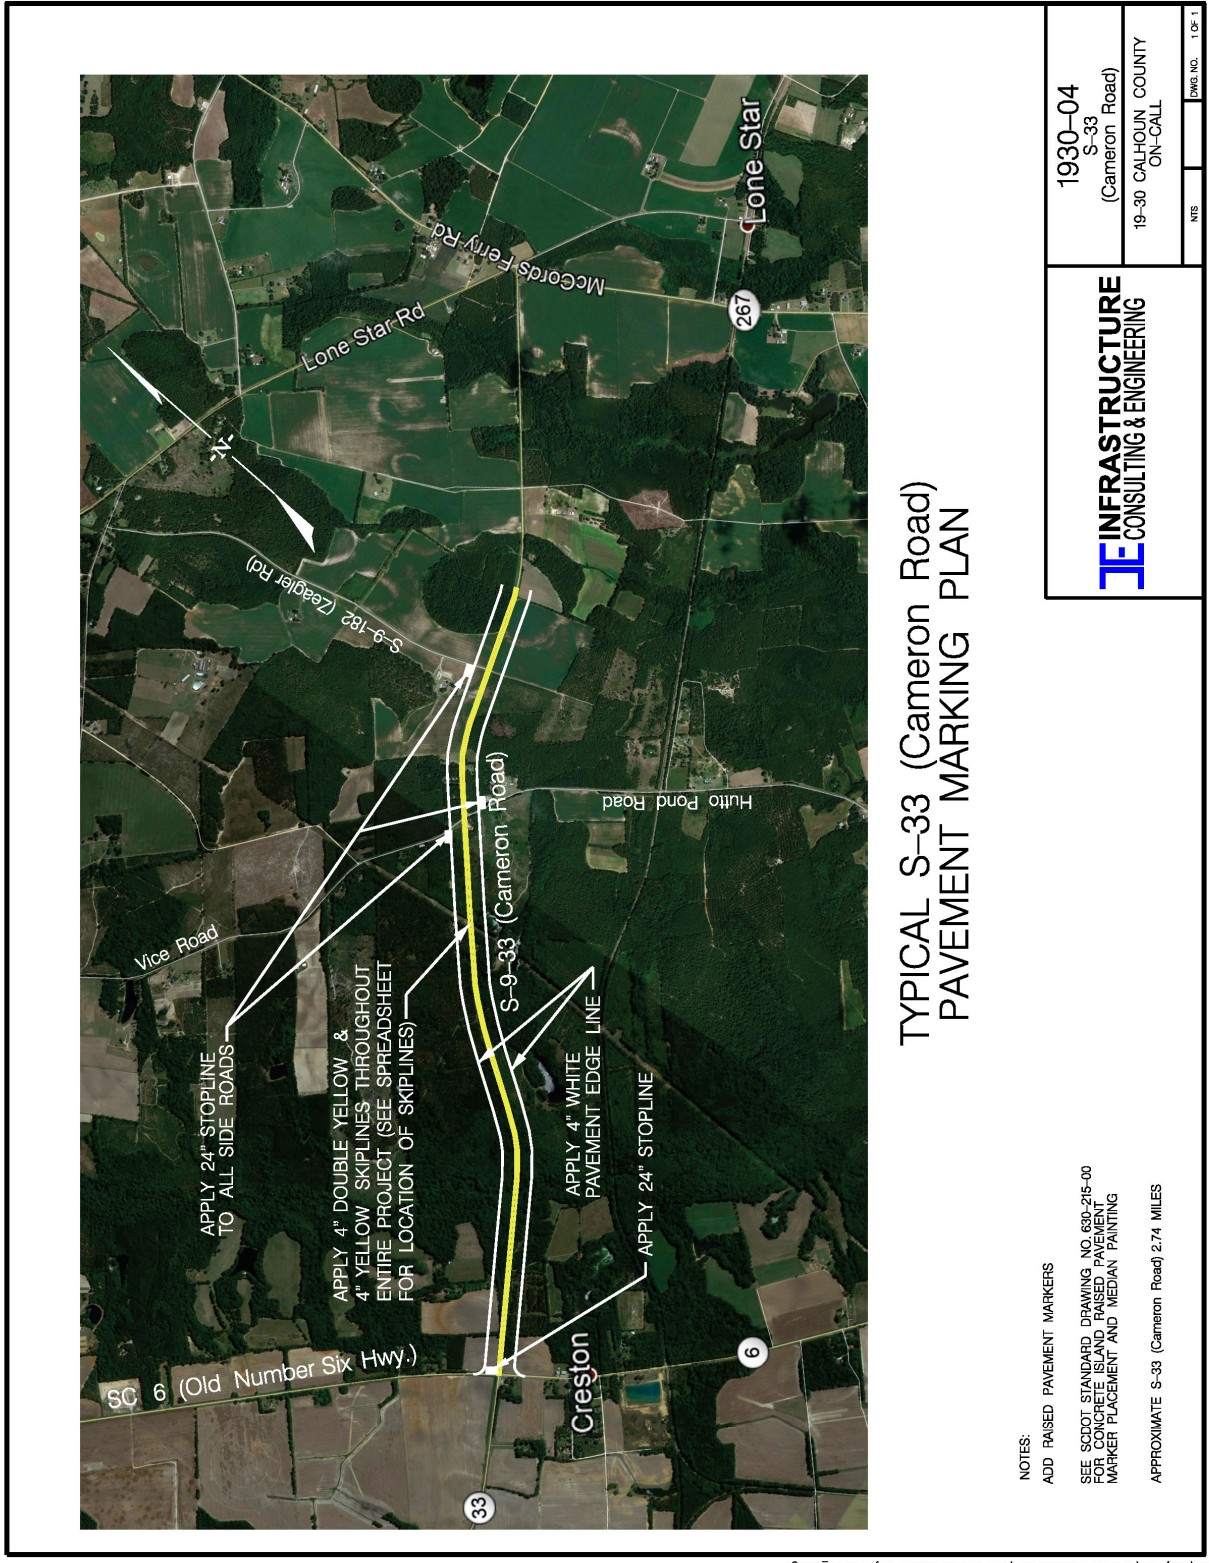 SC 6 (Old Number Six Hwy.)
Vice Road
S-9-182 (Zeagler Rd)
-N-
Lone Star Rd
McCords Ferry Rd
Lone Star
267
Hutto Pond Road
S-9-33 (Cameron Road)
APPLY 24" STOPLINE
TO ALL SIDE ROADS
APPLY 4" DOUBLE YELLOW &
4" YELLOW SKIPLINES THROUGHOUT
ENTIRE PROJECT (SEE SPREADSHEET
FOR LOCATION OF SKIPLINES)
APPLY 4" WHITE
PAVEMENT EDGE LINE
APPLY 24" STOPLINE
33
Creston
6
TYPICAL S-33 (Cameron Road)
PAVEMENT MARKING PLAN
NOTES:
ADD RAISED PAVEMENT MARKERS
SEE SCDOT STANDARD DRAWING NO. 630-215-00
FOR CONCRETE ISLAND RAISED PAVEMENT
MARKER PLACEMENT AND MEDIAN PAINTING
APPROXIMATE S-33 (Cameron Road) 2.74 MILES
INFRASTRUCTURE
CONSULTING & ENGINEERING
1930-04
S-33
(Cameron Road)
19-30 CALHOUN COUNTY
ON-CALL
NTS
DWG. NO. 1 OF 1